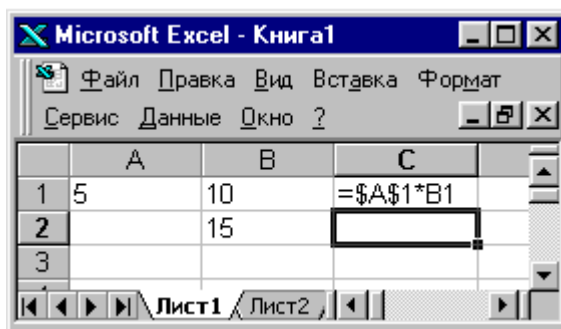 Microsoft Excel - Книга1
Файл Правка Вид Вставка Формат
Сервис Данные Окно ?
A B C
1 5 10 =$A$1*B1
2 15
3
Лист1 Лист2